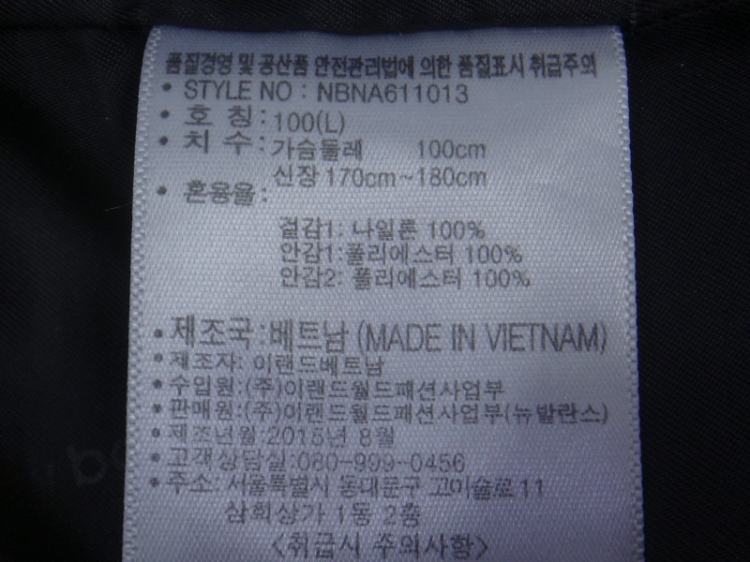 품질경영 및 공산품 안전관리법에 의한 품질표시 취급주의
• STYLE NO : NBNA611013
• 호 칭 : 100(L)
• 치 수 : 가슴둘레 100cm
신장 170cm~180cm
• 혼용율 :
겉감1: 나일론 100%
안감1:폴리에스터 100%
안감2: 폴리에스터 100%
• 제조국:베트남 (MADE IN VIETNAM)
• 제조자: 이랜드베트남
• 수입원:(주)이랜드월드패션사업부
• 판매원:(주)이랜드월드패션사업부(뉴발란스)
• 제조년월:2015년 8월
• 고객상담실:080-999-0456
• 주소: 서울특별시 동대문구 고미술로11
삼희상가 1동 2층
<취급시 주의사항>